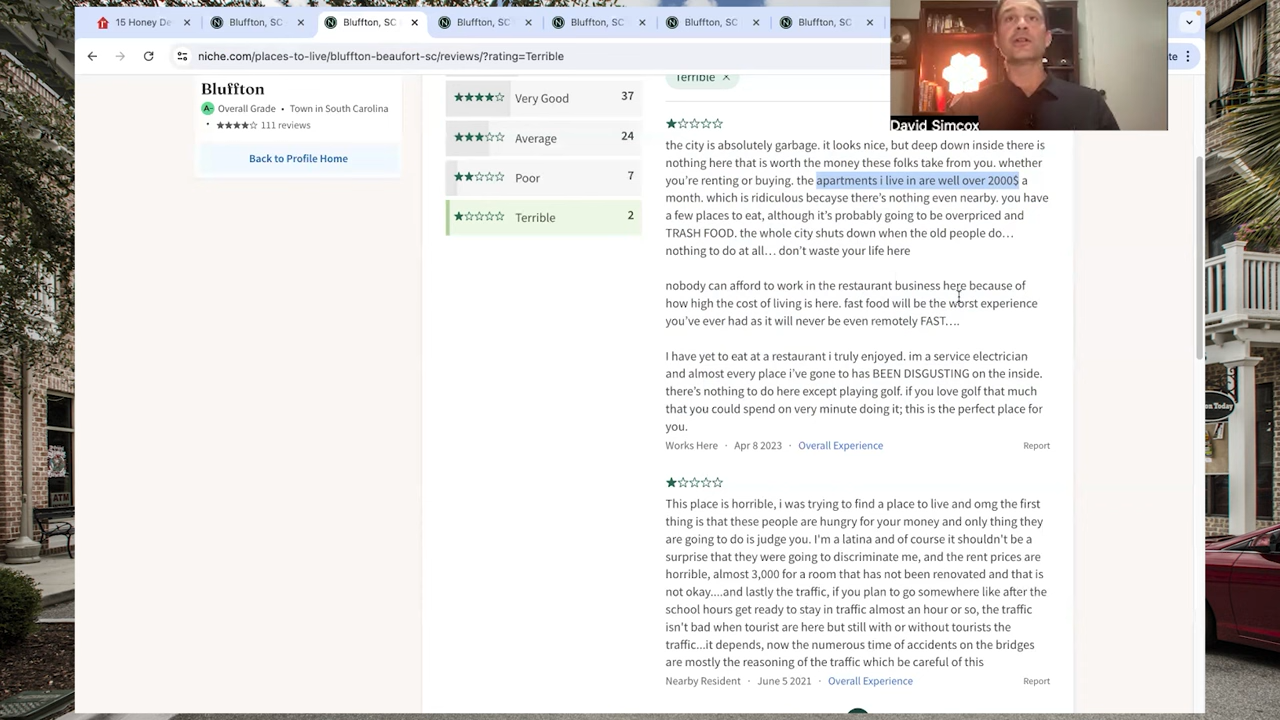 15 Honey De
Bluffton, SC
Bluffton, SC
Bluffton, SC
Bluffton, SC
Bluffton, SC
Bluffton, SC
niche.com/places-to-live/bluffton-beaufort-sc/reviews/?rating=Terrible
David Simcox
Bluffton
A- Overall Grade • Town in South Carolina
• ★★★★☆ 111 reviews
Back to Profile Home
★★★★☆ Very Good 37
★★★☆☆ Average 24
★★☆☆☆ Poor 7
★☆☆☆☆ Terrible 2
Terrible ×
★☆☆☆☆
the city is absolutely garbage. it looks nice, but deep down inside there is
nothing here that is worth the money these folks take from you. whether
you’re renting or buying. the apartments i live in are well over 2000$ a
month. which is ridiculous becayse there’s nothing even nearby. you have
a few places to eat, although it’s probably going to be overpriced and
TRASH FOOD. the whole city shuts down when the old people do…
nothing to do at all… don’t waste your life here
nobody can afford to work in the restaurant business here because of
how high the cost of living is here. fast food will be the worst experience
you’ve ever had as it will never be even remotely FAST….
I have yet to eat at a restaurant i truly enjoyed. im a service electrician
and almost every place i’ve gone to has BEEN DISGUSTING on the inside.
there’s nothing to do here except playing golf. if you love golf that much
that you could spend on very minute doing it; this is the perfect place for
you.
Works Here · Apr 8 2023 · Overall Experience Report
★☆☆☆☆
This place is horrible, i was trying to find a place to live and omg the first
thing is that these people are hungry for your money and only thing they
are going to do is judge you. I'm a latina and of course it shouldn't be a
surprise that they were going to discriminate me, and the rent prices are
horrible, almost 3,000 for a room that has not been renovated and that is
not okay....and lastly the traffic, if you plan to go somewhere like after the
school hours get ready to stay in traffic almost an hour or so, the traffic
isn't bad when tourist are here but still with or without tourists the
traffic...it depends, now the numerous time of accidents on the bridges
are mostly the reasoning of the traffic which be careful of this
Nearby Resident · June 5 2021 · Overall Experience Report
ATM